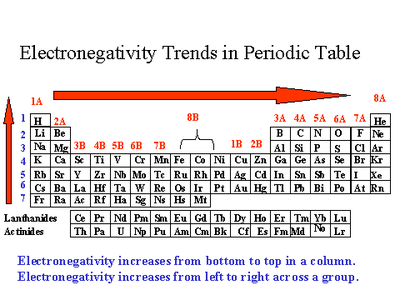 Electronegativity Trends in Periodic Table
1A 8A
1 H 2A 8B 3A 4A 5A 6A 7A He
2 Li Be B C N O F Ne
3 Na Mg 3B 4B 5B 6B 7B 1B 2B Al Si P S Cl Ar
4 K Ca Sc Ti V Cr Mn Fe Co Ni Cu Zn Ga Ge As Se Br Kr
5 Rb Sr Y Zr Nb Mo Tc Ru Rh Pd Ag Cd In Sn Sb Te I Xe
6 Cs Ba La Hf Ta W Re Os Ir Pt Au Hg Tl Pb Bi Po At Rn
7 Fr Ra Ac Rf Ha Sg Ns Hs Mt
Lanthanides Ce Pr Nd Pm Sm Eu Gd Tb Dy Ho Er Tm Yb Lu
Actinides Th Pa U Np Pu Am Cm Bk Cf Es Fm Md No Lr
Electronegativity increases from bottom to top in a column.
Electronegativity increases from left to right across a group.